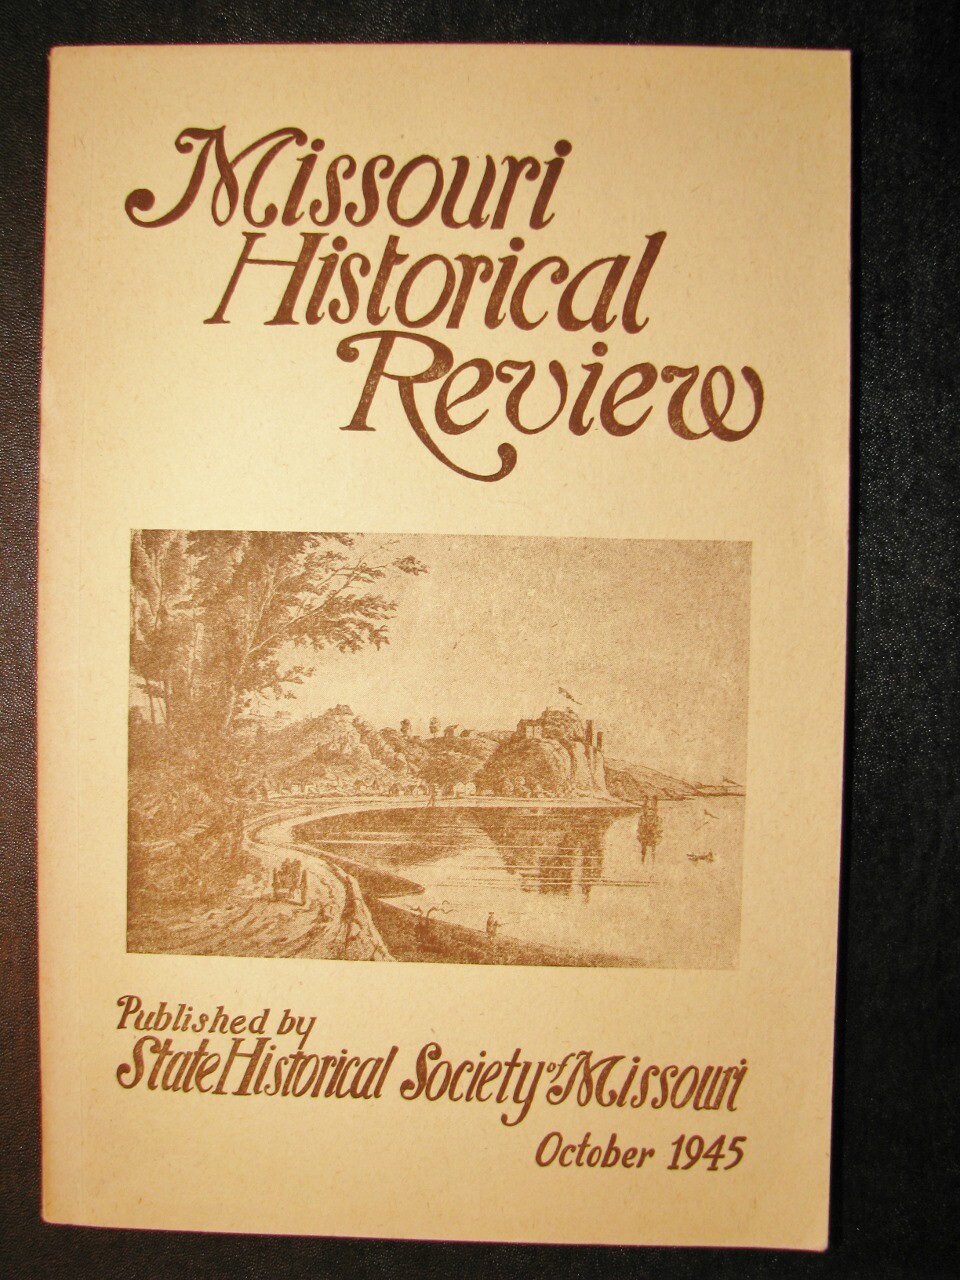 Missouri
Historical
Review
Published by
State Historical Society of Missouri
October 1945